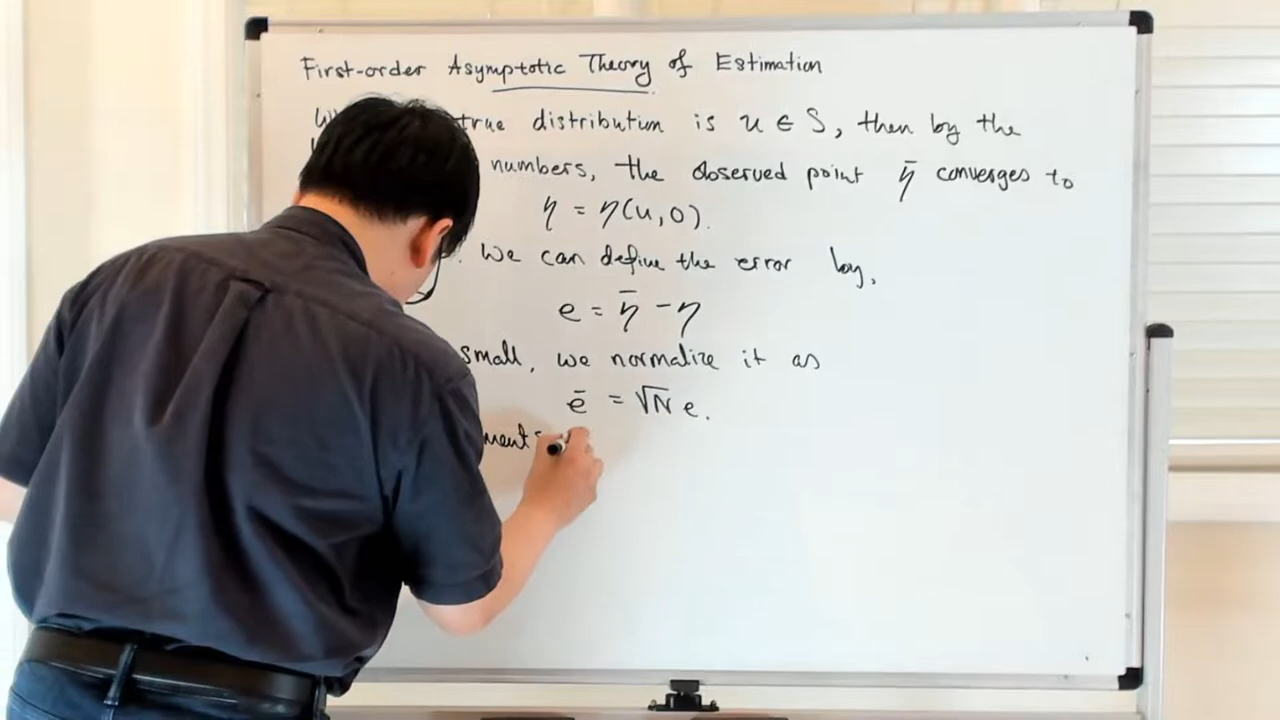 First-order Asymptotic Theory of Estimation
true distribution is u ∈ S, then by the
numbers, the observed point η̄ converges to
η = η(u,0).
. We can define the error by,
e = η̄ - η
small, we normalize it as
ē = √N e.